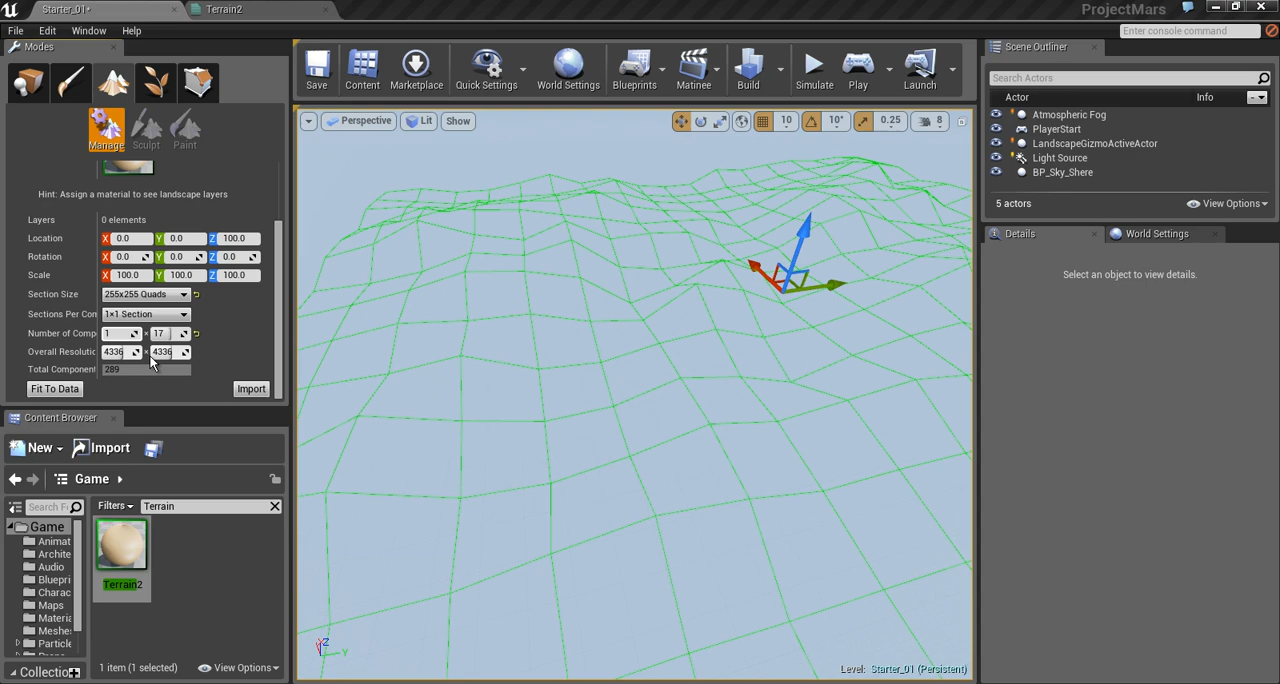 Starter_01*
Terrain2
ProjectMars
File Edit Window Help
Enter console command
Modes
Save
Content
Marketplace
Quick Settings
World Settings
Blueprints
Matinee
Build
Simulate
Play
Launch
Manage
Sculpt
Paint
Hint: Assign a material to see landscape layers
Layers 0 elements
Location X 0.0 Y 0.0 Z 100.0
Rotation X 0.0 Y 0.0 Z 0.0
Scale X 100.0 Y 100.0 Z 100.0
Section Size 255x255 Quads
Sections Per Con 1×1 Section
Number of Comp 1 × 17
Overall Resolutic 4336 × 4336
Total Component 289
Fit To Data
Import
Perspective
Lit
Show
10
10°
0.25
8
Z
Y
Level: Starter_01 (Persistent)
Scene Outliner
Search Actors
Actor Info
Atmospheric Fog
PlayerStart
LandscapeGizmoActiveActor
Light Source
BP_Sky_Shere
5 actors
View Options
Details
World Settings
Select an object to view details.
Content Browser
New
Import
Game
Search F
Filters
Terrain
Game
Animat
Archite
Audio
Bluepri
Charac
Maps
Materia
Meshe
Particle
Collection
Terrain2
1 item (1 selected)
View Options